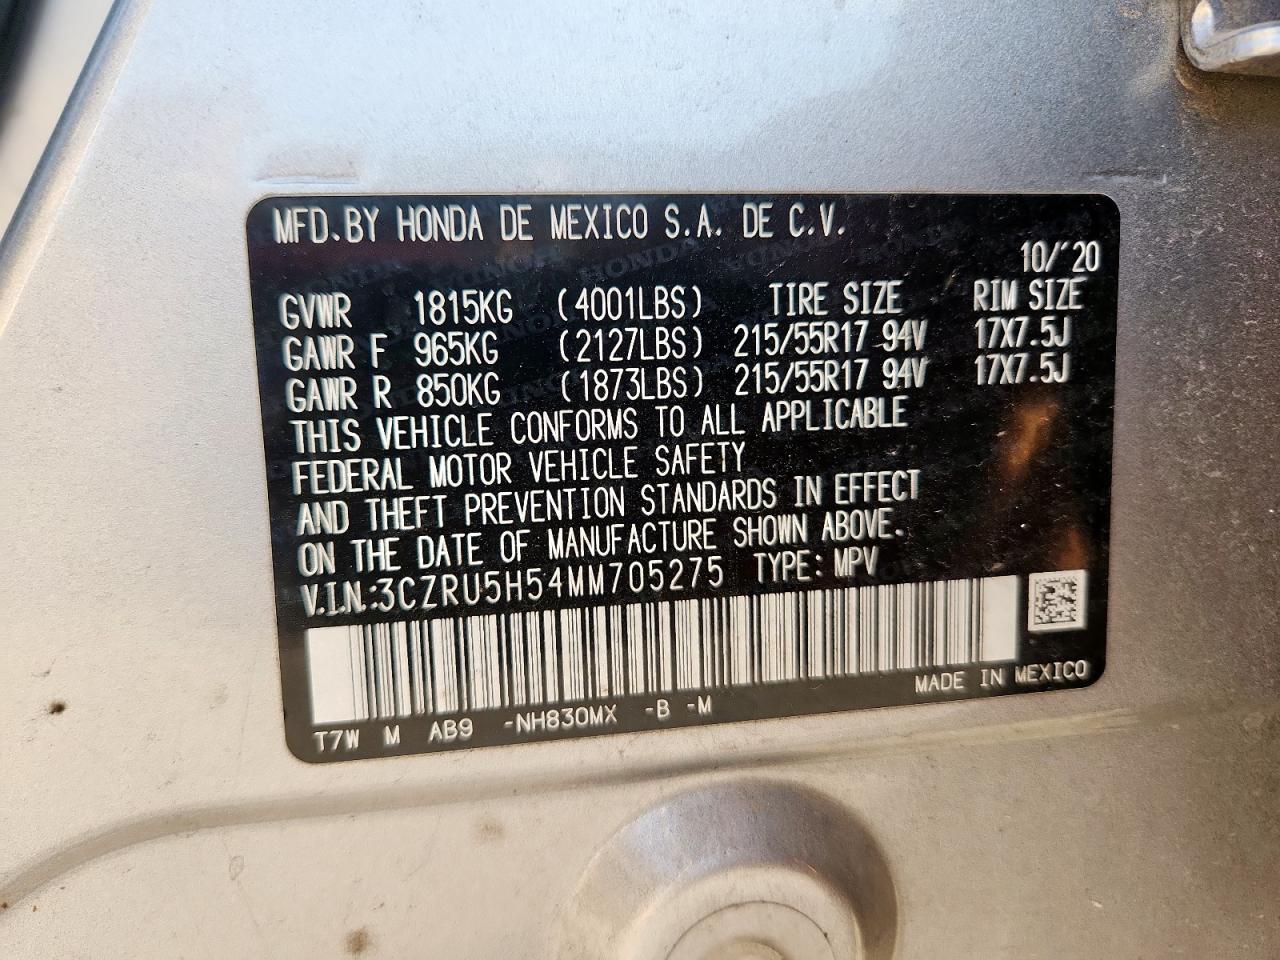 MFD. BY HONDA DE MEXICO S.A. DE C.V.
10/'20
GVWR 1815KG (4001LBS) TIRE SIZE RIM SIZE
GAWR F 965KG (2127LBS) 215/55R17 94V 17X7.5J
GAWR R 850KG (1873LBS) 215/55R17 94V 17X7.5J
THIS VEHICLE CONFORMS TO ALL APPLICABLE
FEDERAL MOTOR VEHICLE SAFETY
AND THEFT PREVENTION STANDARDS IN EFFECT
ON THE DATE OF MANUFACTURE SHOWN ABOVE.
V.I.N.:3CZRU5H54MM705275 TYPE: MPV
MADE IN MEXICO
T7W M AB9 -NH830MX -B -M